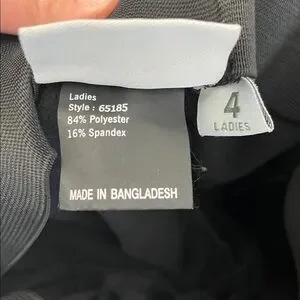 Ladies
Style : 65185
84% Polyester
16% Spandex
MADE IN BANGLADESH
4
LADIES